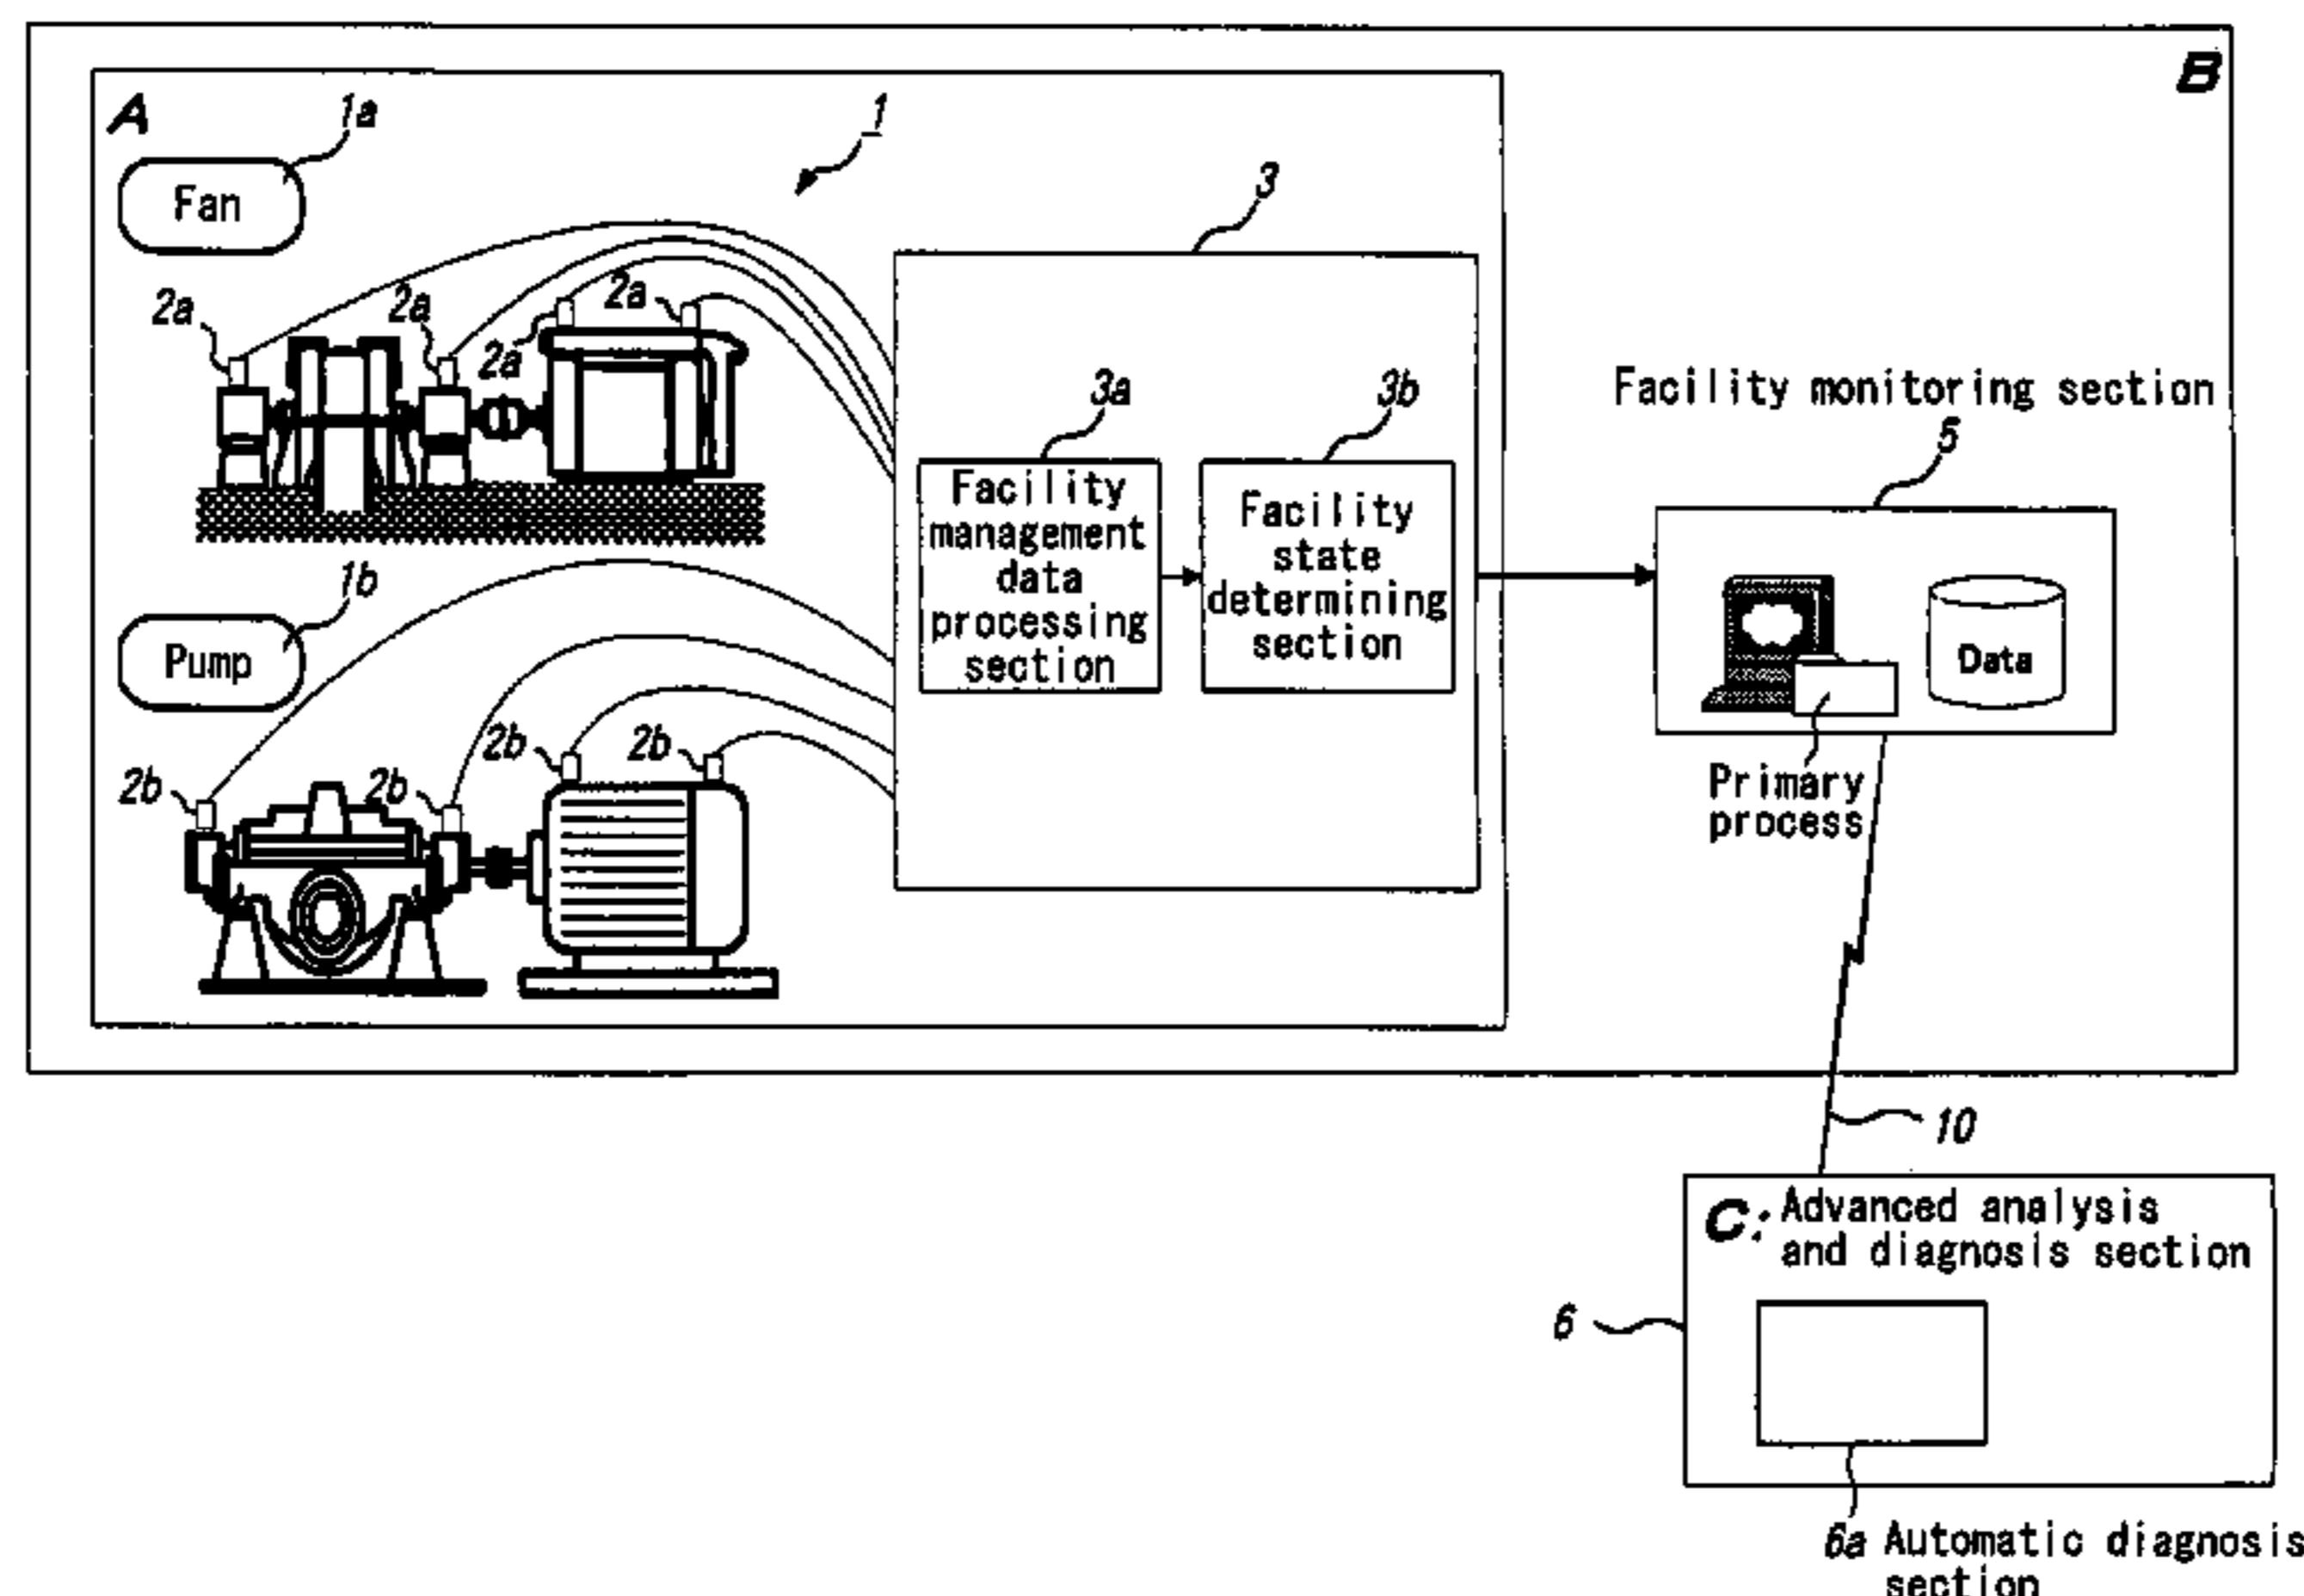 A
B
1a
1
Fan
3
2a
2a
2a
2a
3a
3b
Facility monitoring section
5
Facility
management
data
processing
section
Facility
state
determining
section
1b
Pump
Data
2b
2b
2b
2b
Primary
process
10
C: Advanced analysis
and diagnosis section
6
6a Automatic diagnosis
section